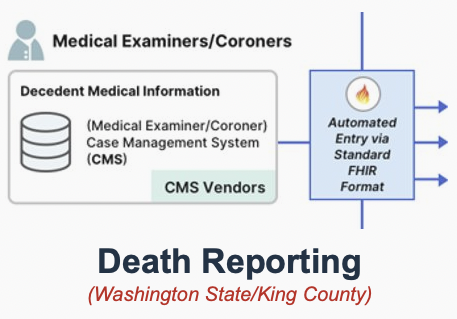 Medical Examiners/Coroners
Decedent Medical Information
(Medical Examiner/Coroner)
Case Management System
(CMS)
CMS Vendors
Automated
Entry via
Standard
FHIR
Format
Death Reporting
(Washington State/King County)